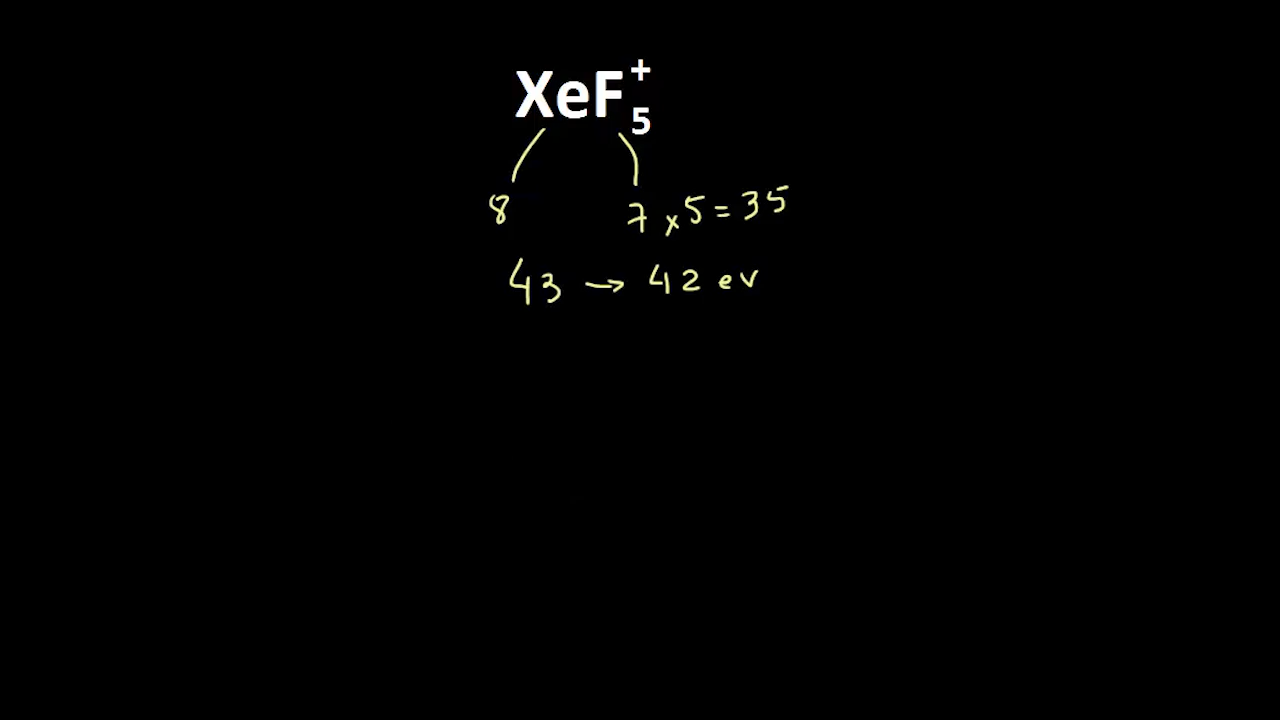 XeF₅⁺
8 7 x 5 = 35
43 → 42 ev